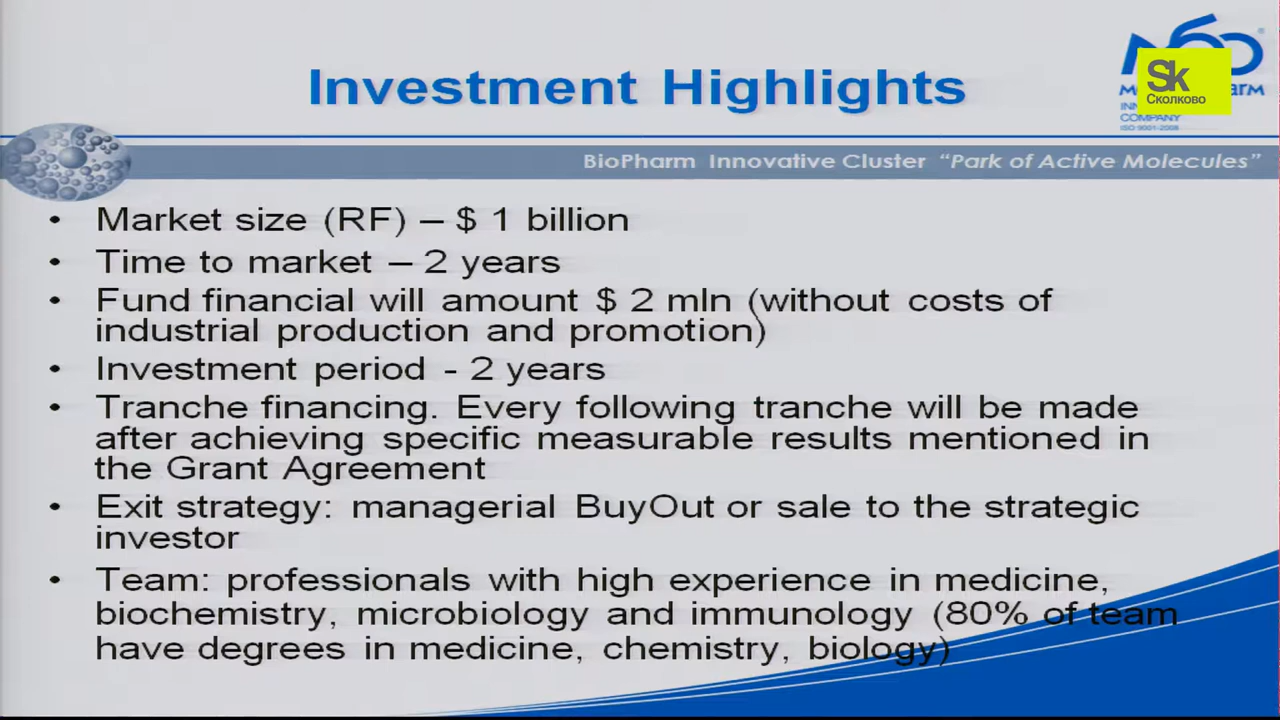 Investment Highlights
Sk
Сколково
COMPANY
ISO 9001-2008
BioPharm Innovative Cluster “Park of Active Molecules”
• Market size (RF) – $ 1 billion
• Time to market – 2 years
• Fund financial will amount $ 2 mln (without costs of
industrial production and promotion)
• Investment period - 2 years
• Tranche financing. Every following tranche will be made
after achieving specific measurable results mentioned in
the Grant Agreement
• Exit strategy: managerial BuyOut or sale to the strategic
investor
• Team: professionals with high experience in medicine,
biochemistry, microbiology and immunology (80% of team
have degrees in medicine, chemistry, biology)